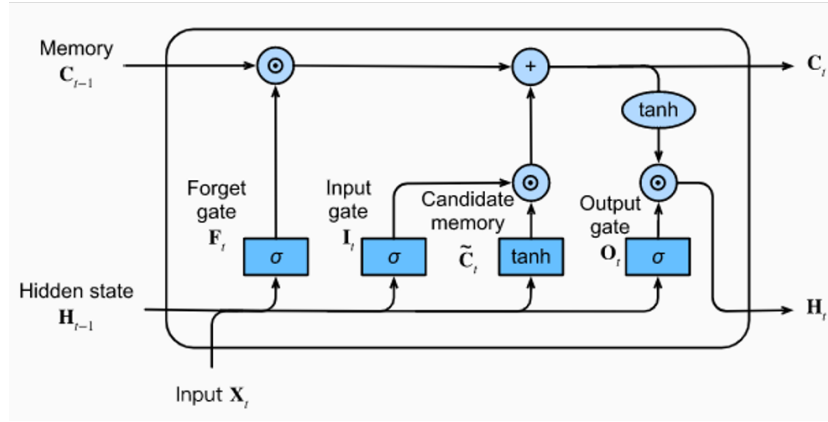 Memory
C_{t−1}
⊙
+
C_t
tanh
⊙
⊙
Forget
gate
F_t
Input
gate
I_t
Candidate
memory
C̃_t
Output
gate
O_t
σ
σ
tanh
σ
Hidden state
H_{t−1}
H_t
Input X_t